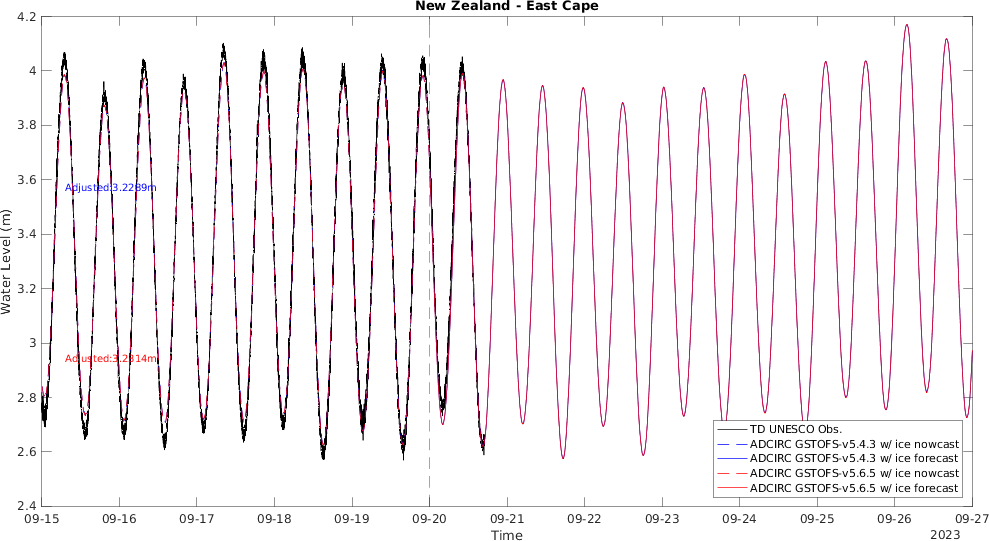 New Zealand - East Cape
Water Level (m)
4.2
4
3.8
3.6
3.4
3.2
3
2.8
2.6
2.4
Adjusted:3.2289m
Adjusted:3.2314m
TD UNESCO Obs.
ADCIRC GSTOFS-v5.4.3 w/ ice nowcast
ADCIRC GSTOFS-v5.4.3 w/ ice forecast
ADCIRC GSTOFS-v5.6.5 w/ ice nowcast
ADCIRC GSTOFS-v5.6.5 w/ ice forecast
09-15 09-16 09-17 09-18 09-19 09-20 09-21 09-22 09-23 09-24 09-25 09-26 09-27
Time
2023